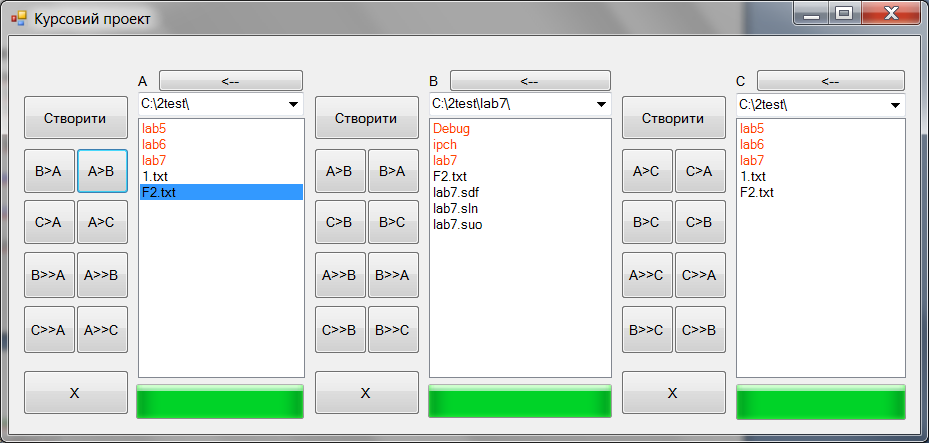 Курсовий проект
A
<--
Створити
C:\2test\
B>A
A>B
C>A
A>C
B>>A
A>>B
C>>A
A>>C
X
lab5
lab6
lab7
1.txt
F2.txt
B
<--
Створити
C:\2test\lab7\
A>B
B>A
C>B
B>C
A>>B
B>>A
C>>B
B>>C
X
Debug
ipch
lab7
F2.txt
lab7.sdf
lab7.sln
lab7.suo
C
<--
Створити
C:\2test\
A>C
C>A
B>C
C>B
A>>C
C>>A
B>>C
C>>B
X
lab5
lab6
lab7
1.txt
F2.txt